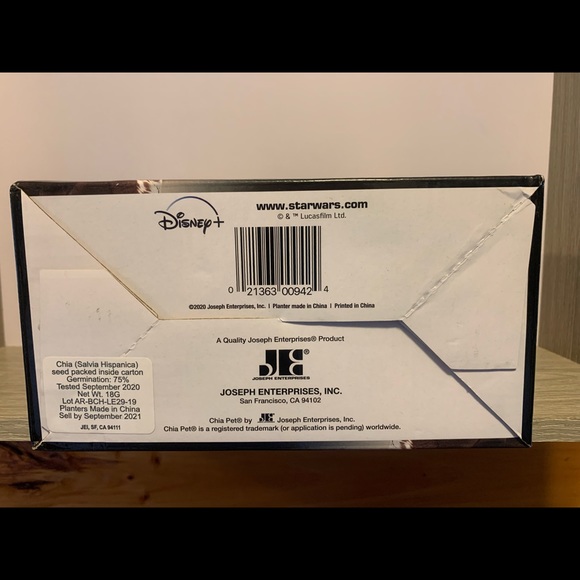 Disney+
www.starwars.com
© & ™ Lucasfilm Ltd.
0 21363 00942 4
©2020 Joseph Enterprises, Inc. | Planter made in China | Printed in China
A Quality Joseph Enterprises® Product
JE®
JOSEPH ENTERPRISES
JOSEPH ENTERPRISES, INC.
San Francisco, CA 94102
Chia Pet® by JE Joseph Enterprises, Inc.
Chia Pet® is a registered trademark (or application is pending) worldwide.
Chia (Salvia Hispanica)
seed packed inside carton
Germination: 75%
Tested September 2020
Net WL 18G
Lot AR-BCH-LE29-19
Planters Made in China
Sell by September 2021
JEI, SF, CA 94111